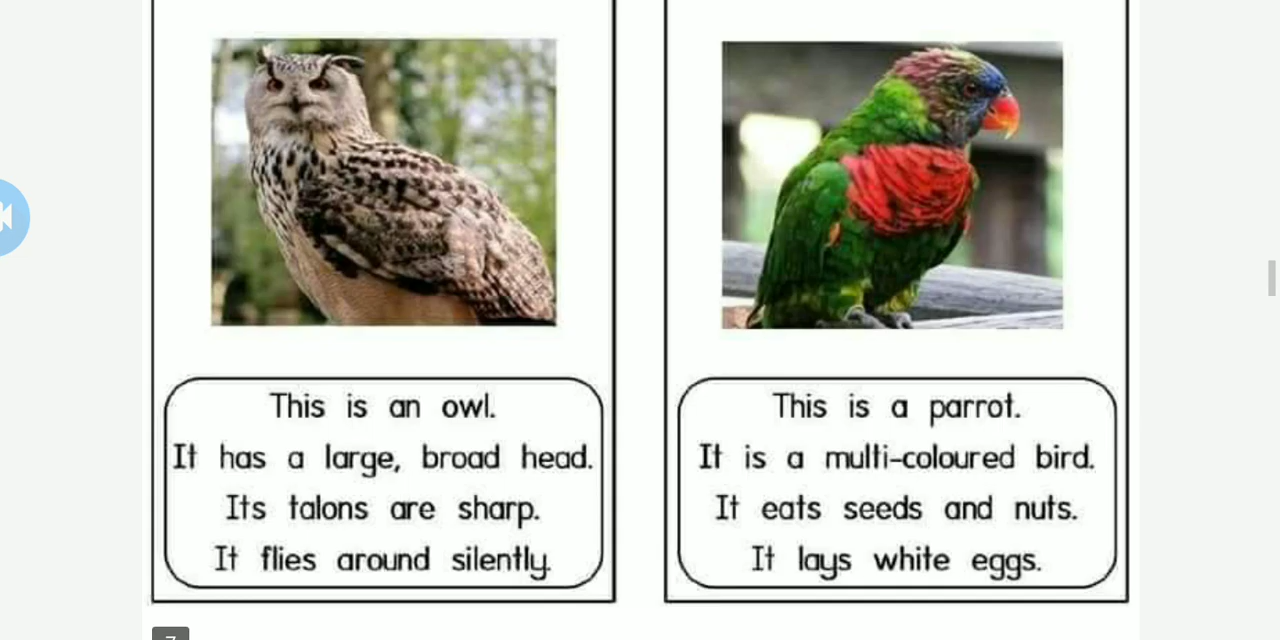 This is an owl.
It has a large, broad head.
Its talons are sharp.
It flies around silently.
This is a parrot.
It is a multi-coloured bird.
It eats seeds and nuts.
It lays white eggs.